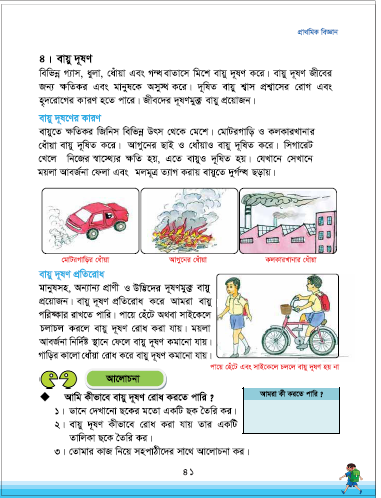 প্রাথমিক বিজ্ঞান
৪। বায়ু দূষণ
বিভিন্ন গ্যাস, ধুলা, ধোঁয়া এবং গন্ধ বাতাসে মিশে বায়ু দূষণ করে। বায়ু দূষণ জীবের
জন্য ক্ষতিকর এবং মানুষকে অসুস্থ করে। দূষিত বায়ু শ্বাস প্রশ্বাসের রোগ এবং
হৃদরোগের কারণ হতে পারে। জীবদের দূষণমুক্ত বায়ু প্রয়োজন।
বায়ু দূষণের কারণ
বায়ুতে ক্ষতিকর জিনিস বিভিন্ন উৎস থেকে মেশে। মোটরগাড়ি ও কলকারখানার
ধোঁয়া বায়ু দূষিত করে। আগুনের ছাই ও ধোঁয়াও বায়ু দূষিত করে। সিগারেট
খেলে নিজের স্বাস্থ্যের ক্ষতি হয়, এতে বায়ুও দূষিত হয়। যেখানে সেখানে
ময়লা আবর্জনা ফেলা এবং মলমূত্র ত্যাগ করায় বায়ুতে দুর্গন্ধ ছড়ায়।
মোটরগাড়ির ধোঁয়া
আগুনের ধোঁয়া
কলকারখানার ধোঁয়া
বায়ু দূষণ প্রতিরোধ
মানুষসহ, অন্যান্য প্রাণী ও উদ্ভিদের দূষণমুক্ত বায়ু
প্রয়োজন। বায়ু দূষণ প্রতিরোধ করে আমরা বায়ু
পরিষ্কার রাখতে পারি। পায়ে হেঁটে অথবা সাইকেলে
চলাচল করলে বায়ু দূষণ রোধ করা যায়। ময়লা
আবর্জনা নির্দিষ্ট স্থানে ফেলে বায়ু দূষণ কমানো যায়।
গাড়ির কালো ধোঁয়া রোধ করে বায়ু দূষণ কমানো যায়।
পায়ে হেঁটে এবং সাইকেলে চললে বায়ু দূষণ হয় না
আলোচনা
আমি কীভাবে বায়ু দূষণ রোধ করতে পারি ?
আমরা কী করতে পারি ?
১। ডানে দেখানো ছকের মতো একটি ছক তৈরি কর।
২। বায়ু দূষণ কীভাবে রোধ করা যায় তার একটি
তালিকা ছকে তৈরি কর।
৩। তোমার কাজ নিয়ে সহপাঠীদের সাথে আলোচনা কর।
৪১